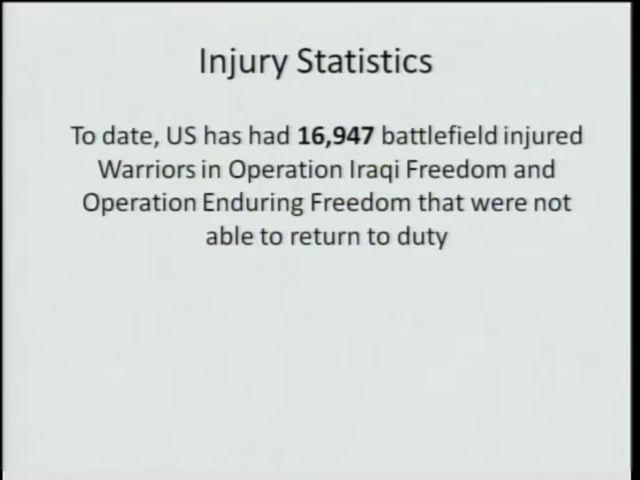 Injury Statistics
To date, US has had 16,947 battlefield injured
Warriors in Operation Iraqi Freedom and
Operation Enduring Freedom that were not
able to return to duty